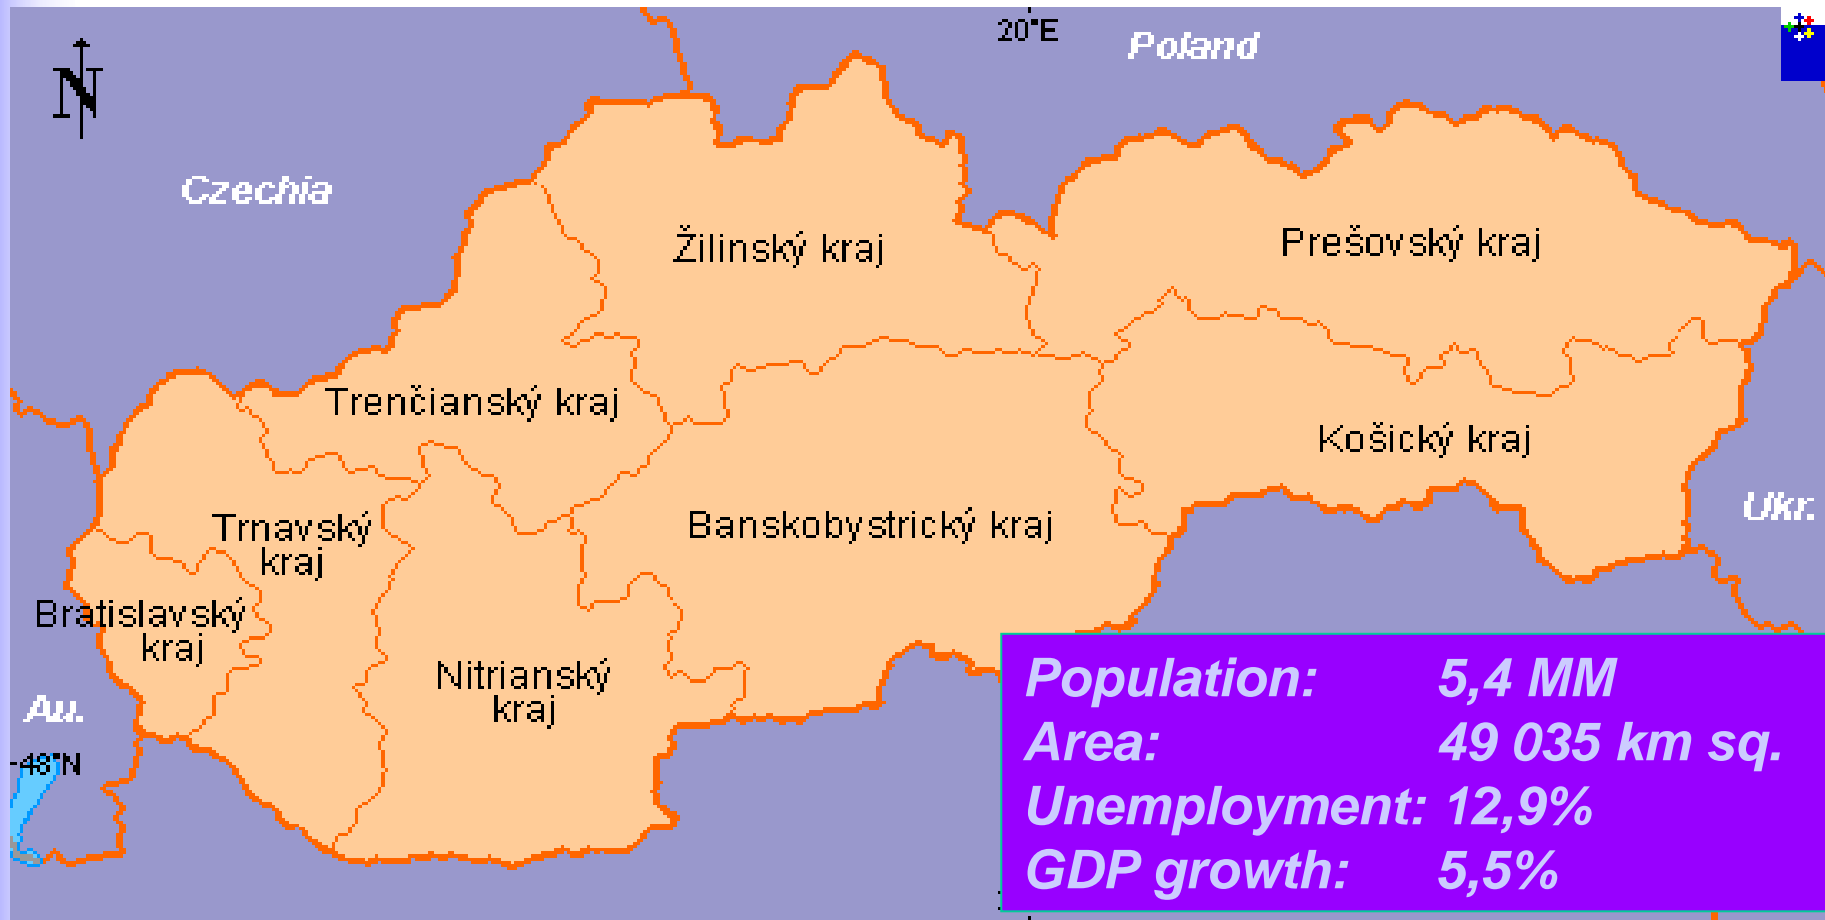 20°E
Poland
N
Czechia
Žilinský kraj
Prešovský kraj
Trenčianský kraj
Košický kraj
Ukr.
Trnavský
kraj
Banskobystrický kraj
Bratislavský
kraj
Nitrianský
kraj
Au.
48°N
Population: 5,4 MM
Area: 49 035 km sq.
Unemployment: 12,9%
GDP growth: 5,5%